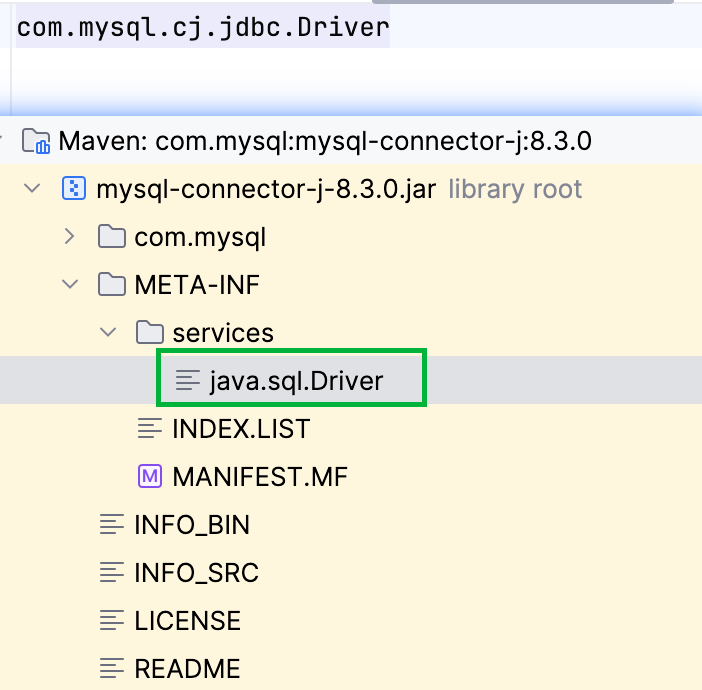 com.mysql.cj.jdbc.Driver
Maven: com.mysql:mysql-connector-j:8.3.0
mysql-connector-j-8.3.0.jar library root
com.mysql
META-INF
services
java.sql.Driver
INDEX.LIST
M MANIFEST.MF
INFO_BIN
INFO_SRC
LICENSE
README